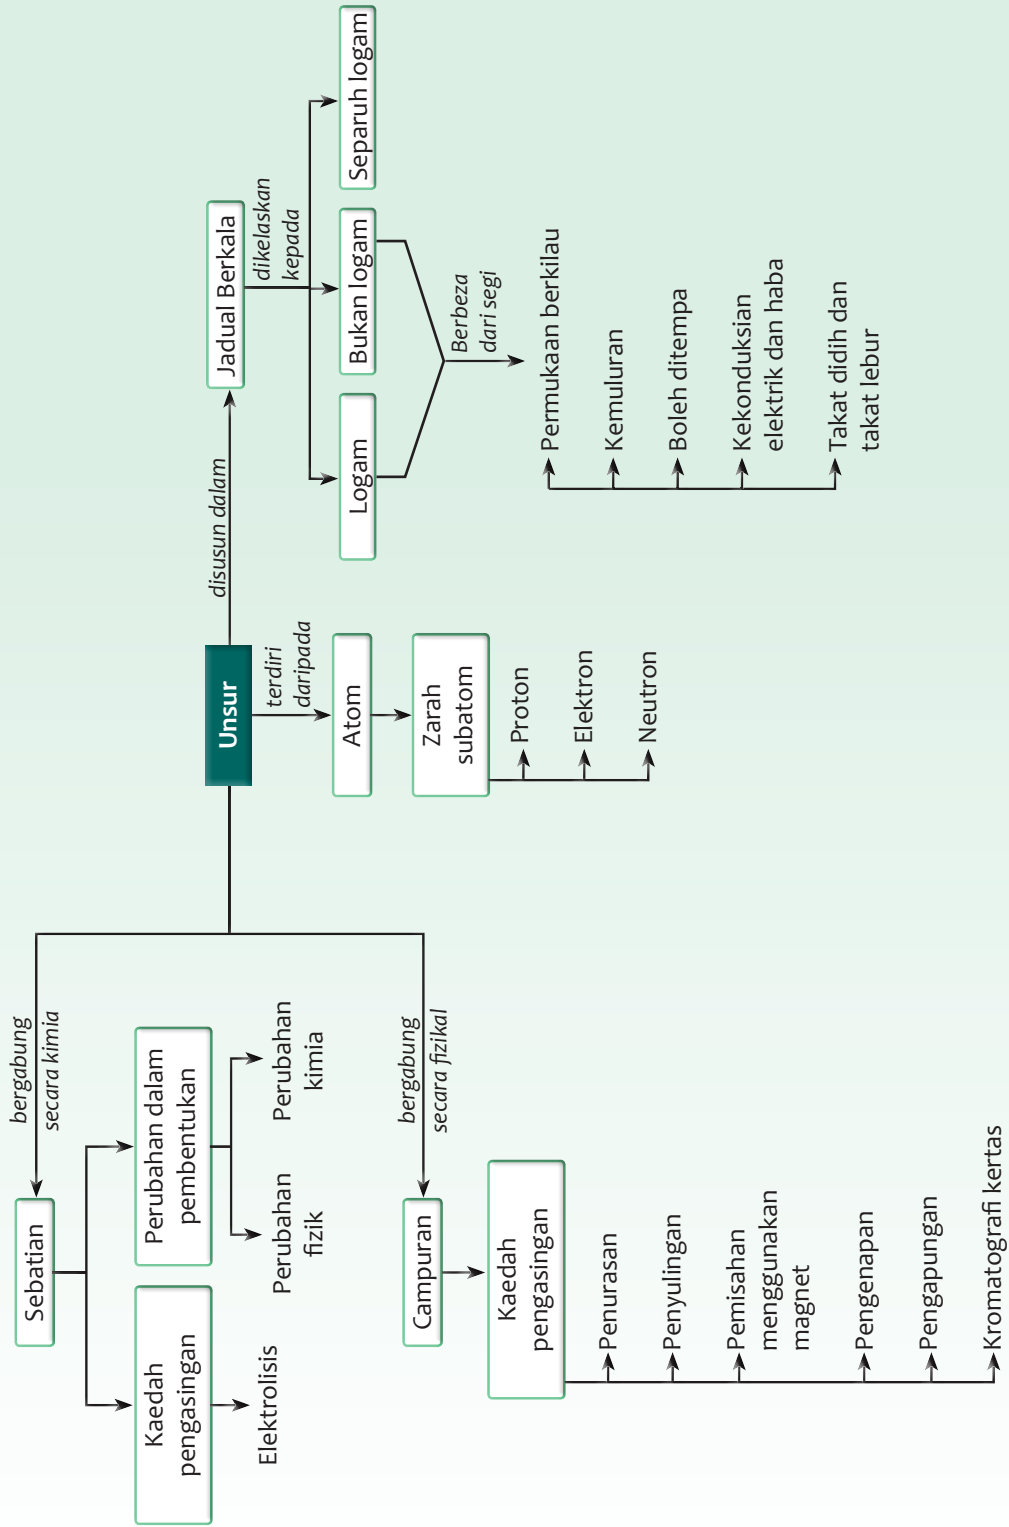 Unsur
bergabung
secara kimia
Sebatian
Kaedah
pengasingan
Elektrolisis
Perubahan dalam
pembentukan
Perubahan
fizik
Perubahan
kimia
bergabung
secara fizikal
Campuran
Kaedah
pengasingan
Penurasan
Penyulingan
Pemisahan
menggunakan
magnet
Pengenapan
Pengapungan
Kromatografi kertas
terdiri
daripada
Atom
Zarah
subatom
Proton
Elektron
Neutron
disusun dalam
Jadual Berkala
dikelaskan
kepada
Logam
Bukan logam
Separuh logam
Berbeza
dari segi
Permukaan berkilau
Kemuluran
Boleh ditempa
Kekonduksian
elektrik dan haba
Takat didih dan
takat lebur